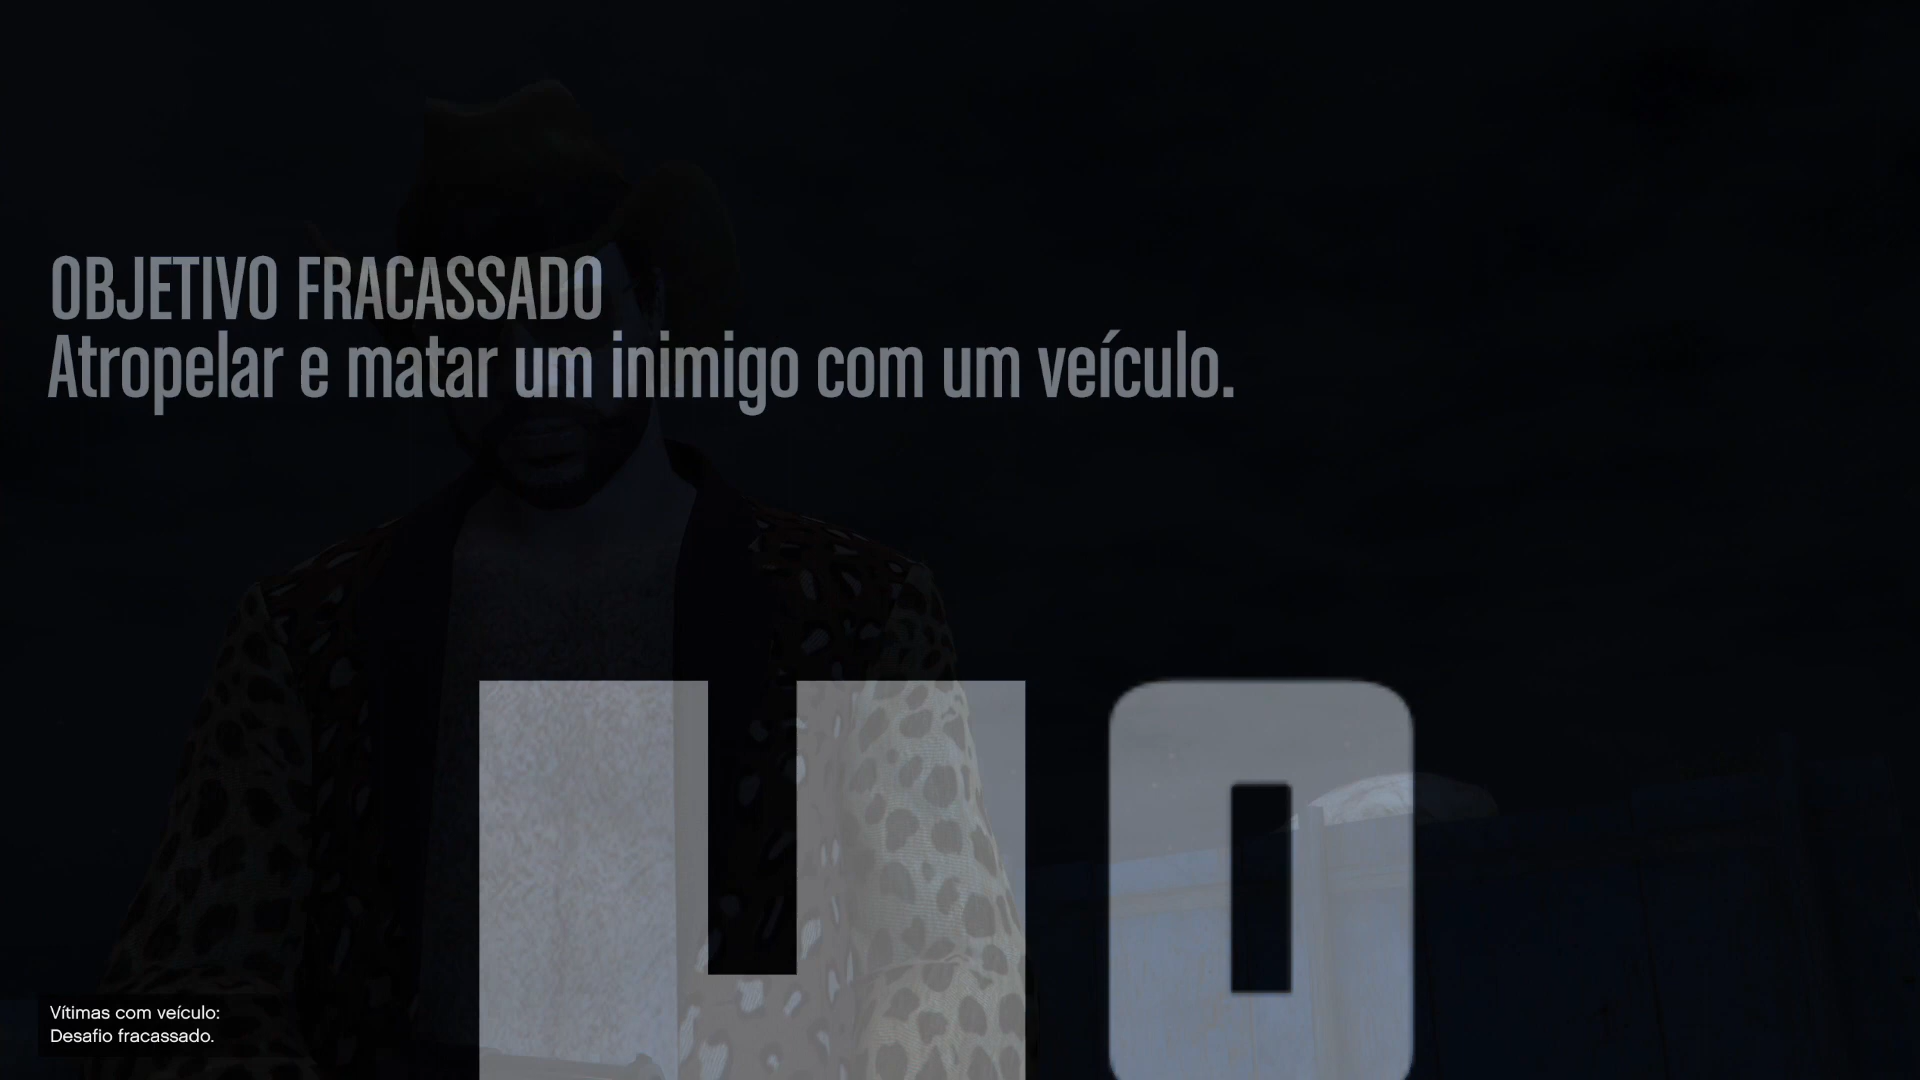 OBJETIVO FRACASSADO
Atropelar e matar um inimigo com um veículo.
Vítimas com veículo:
Desafio fracassado.